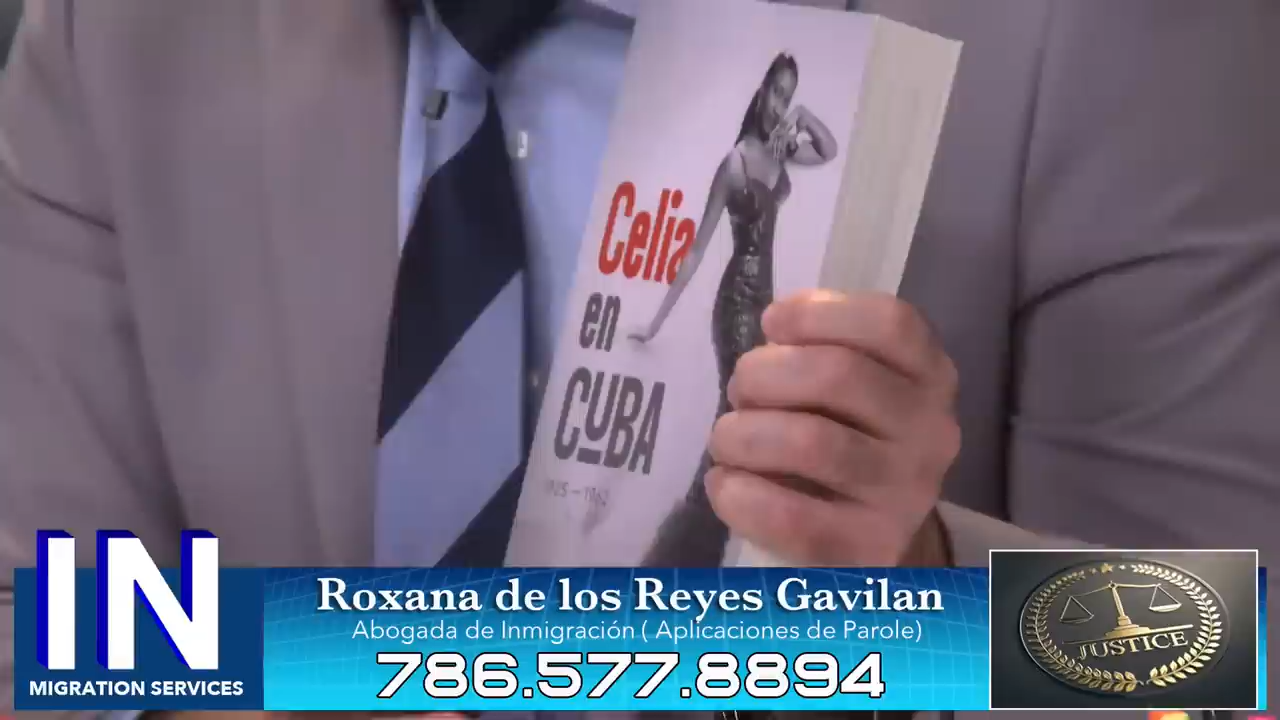 Celia
en
CUBA
IN
MIGRATION SERVICES
Roxana de los Reyes Gavilan
Abogada de Inmigración ( Aplicaciones de Parole)
786.577.8894
JUSTICE